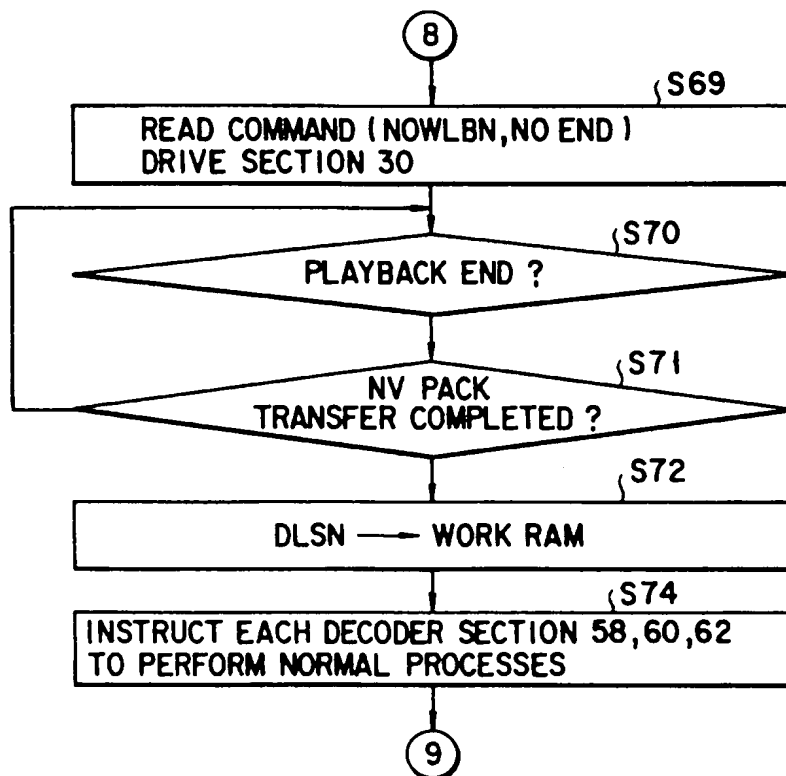 8
S69
READ COMMAND (NOWLBN, NO END)
DRIVE SECTION 30
S70
PLAYBACK END ?
S71
NV PACK
TRANSFER COMPLETED ?
S72
DLSN → WORK RAM
S74
INSTRUCT EACH DECODER SECTION 58, 60, 62
TO PERFORM NORMAL PROCESSES
9